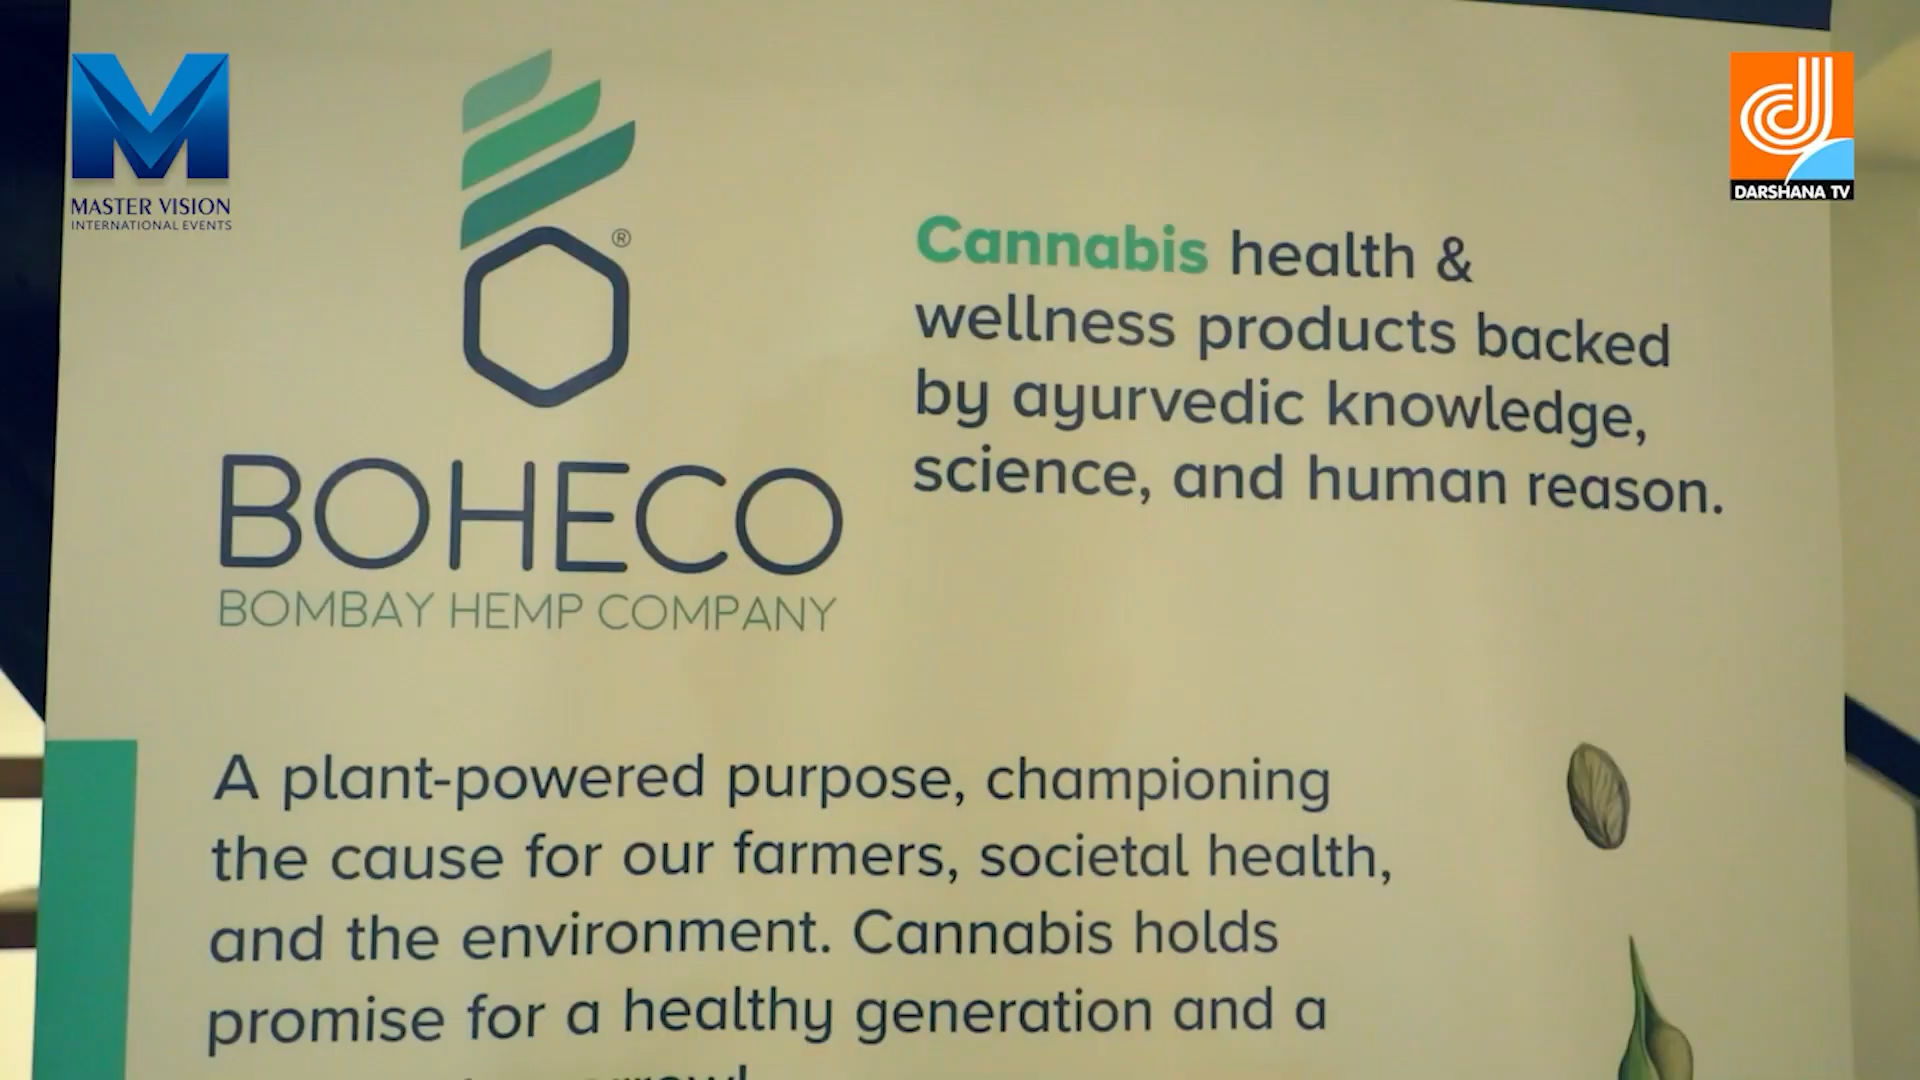 MASTER VISION
INTERNATIONAL EVENTS
DARSHANA TV
®
BOHECO
BOMBAY HEMP COMPANY
Cannabis health &
wellness products backed
by ayurvedic knowledge,
science, and human reason.
A plant-powered purpose, championing
the cause for our farmers, societal health,
and the environment. Cannabis holds
promise for a healthy generation and a